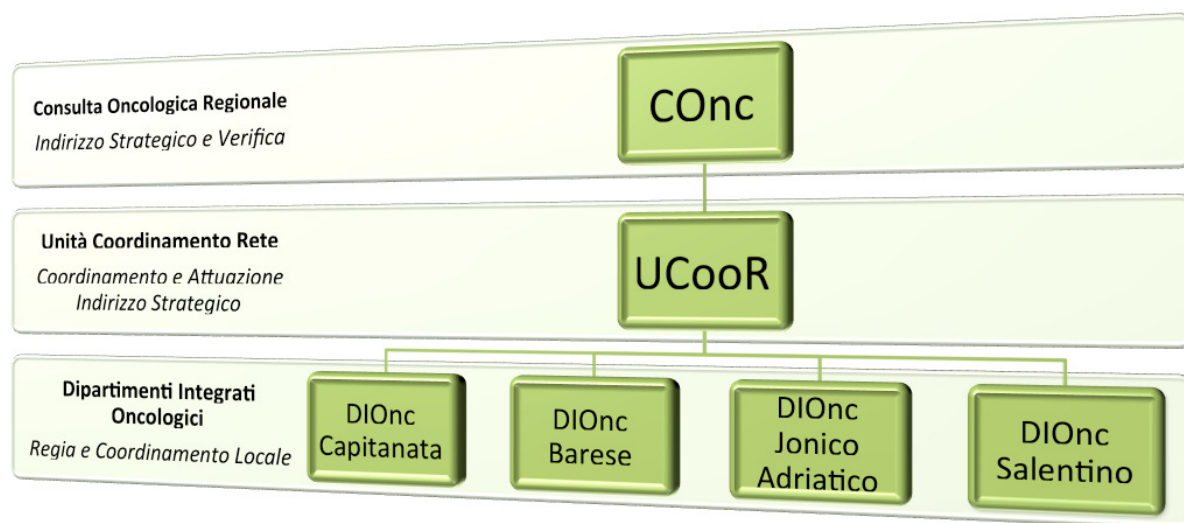 Consulta Oncologica Regionale
Indirizzo Strategico e Verifica
COnc
Unità Coordinamento Rete
Coordinamento e Attuazione
Indirizzo Strategico
UCooR
Dipartimenti Integrati
Oncologici
Regia e Coordinamento Locale
DIOnc
Capitanata
DIOnc
Barese
DIOnc
Jonico
Adriatico
DIOnc
Salentino